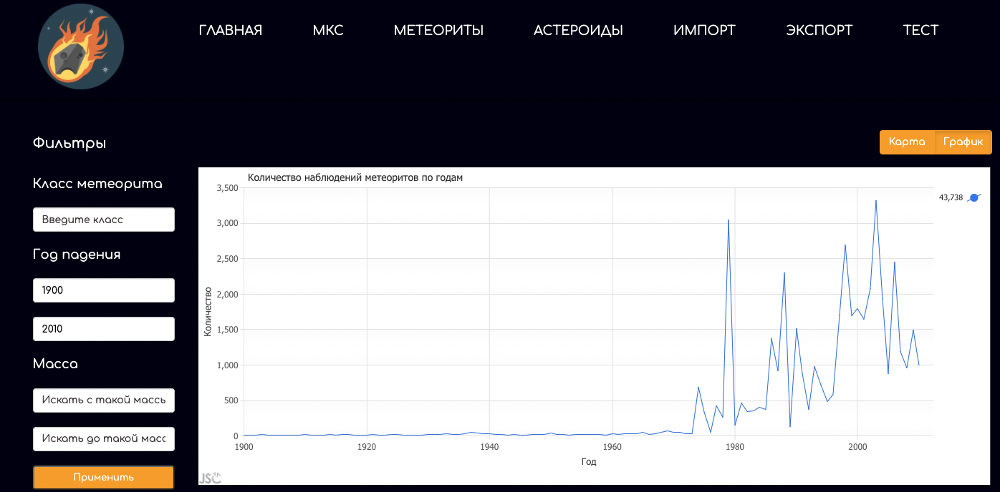 ГЛАВНАЯ МКС МЕТЕОРИТЫ АСТЕРОИДЫ ИМПОРТ ЭКСПОРТ ТЕСТ
Фильтры
Карта График
Класс метеорита
Введите класс
Год падения
1900
2010
Масса
Искать с такой массы
Искать до такой масс
Применить
Количество наблюдений метеоритов по годам
43,738
Количество
3,500
3,000
2,500
2,000
1,500
1,000
500
0
1900 1920 1940 1960 1980 2000
Год
JSC